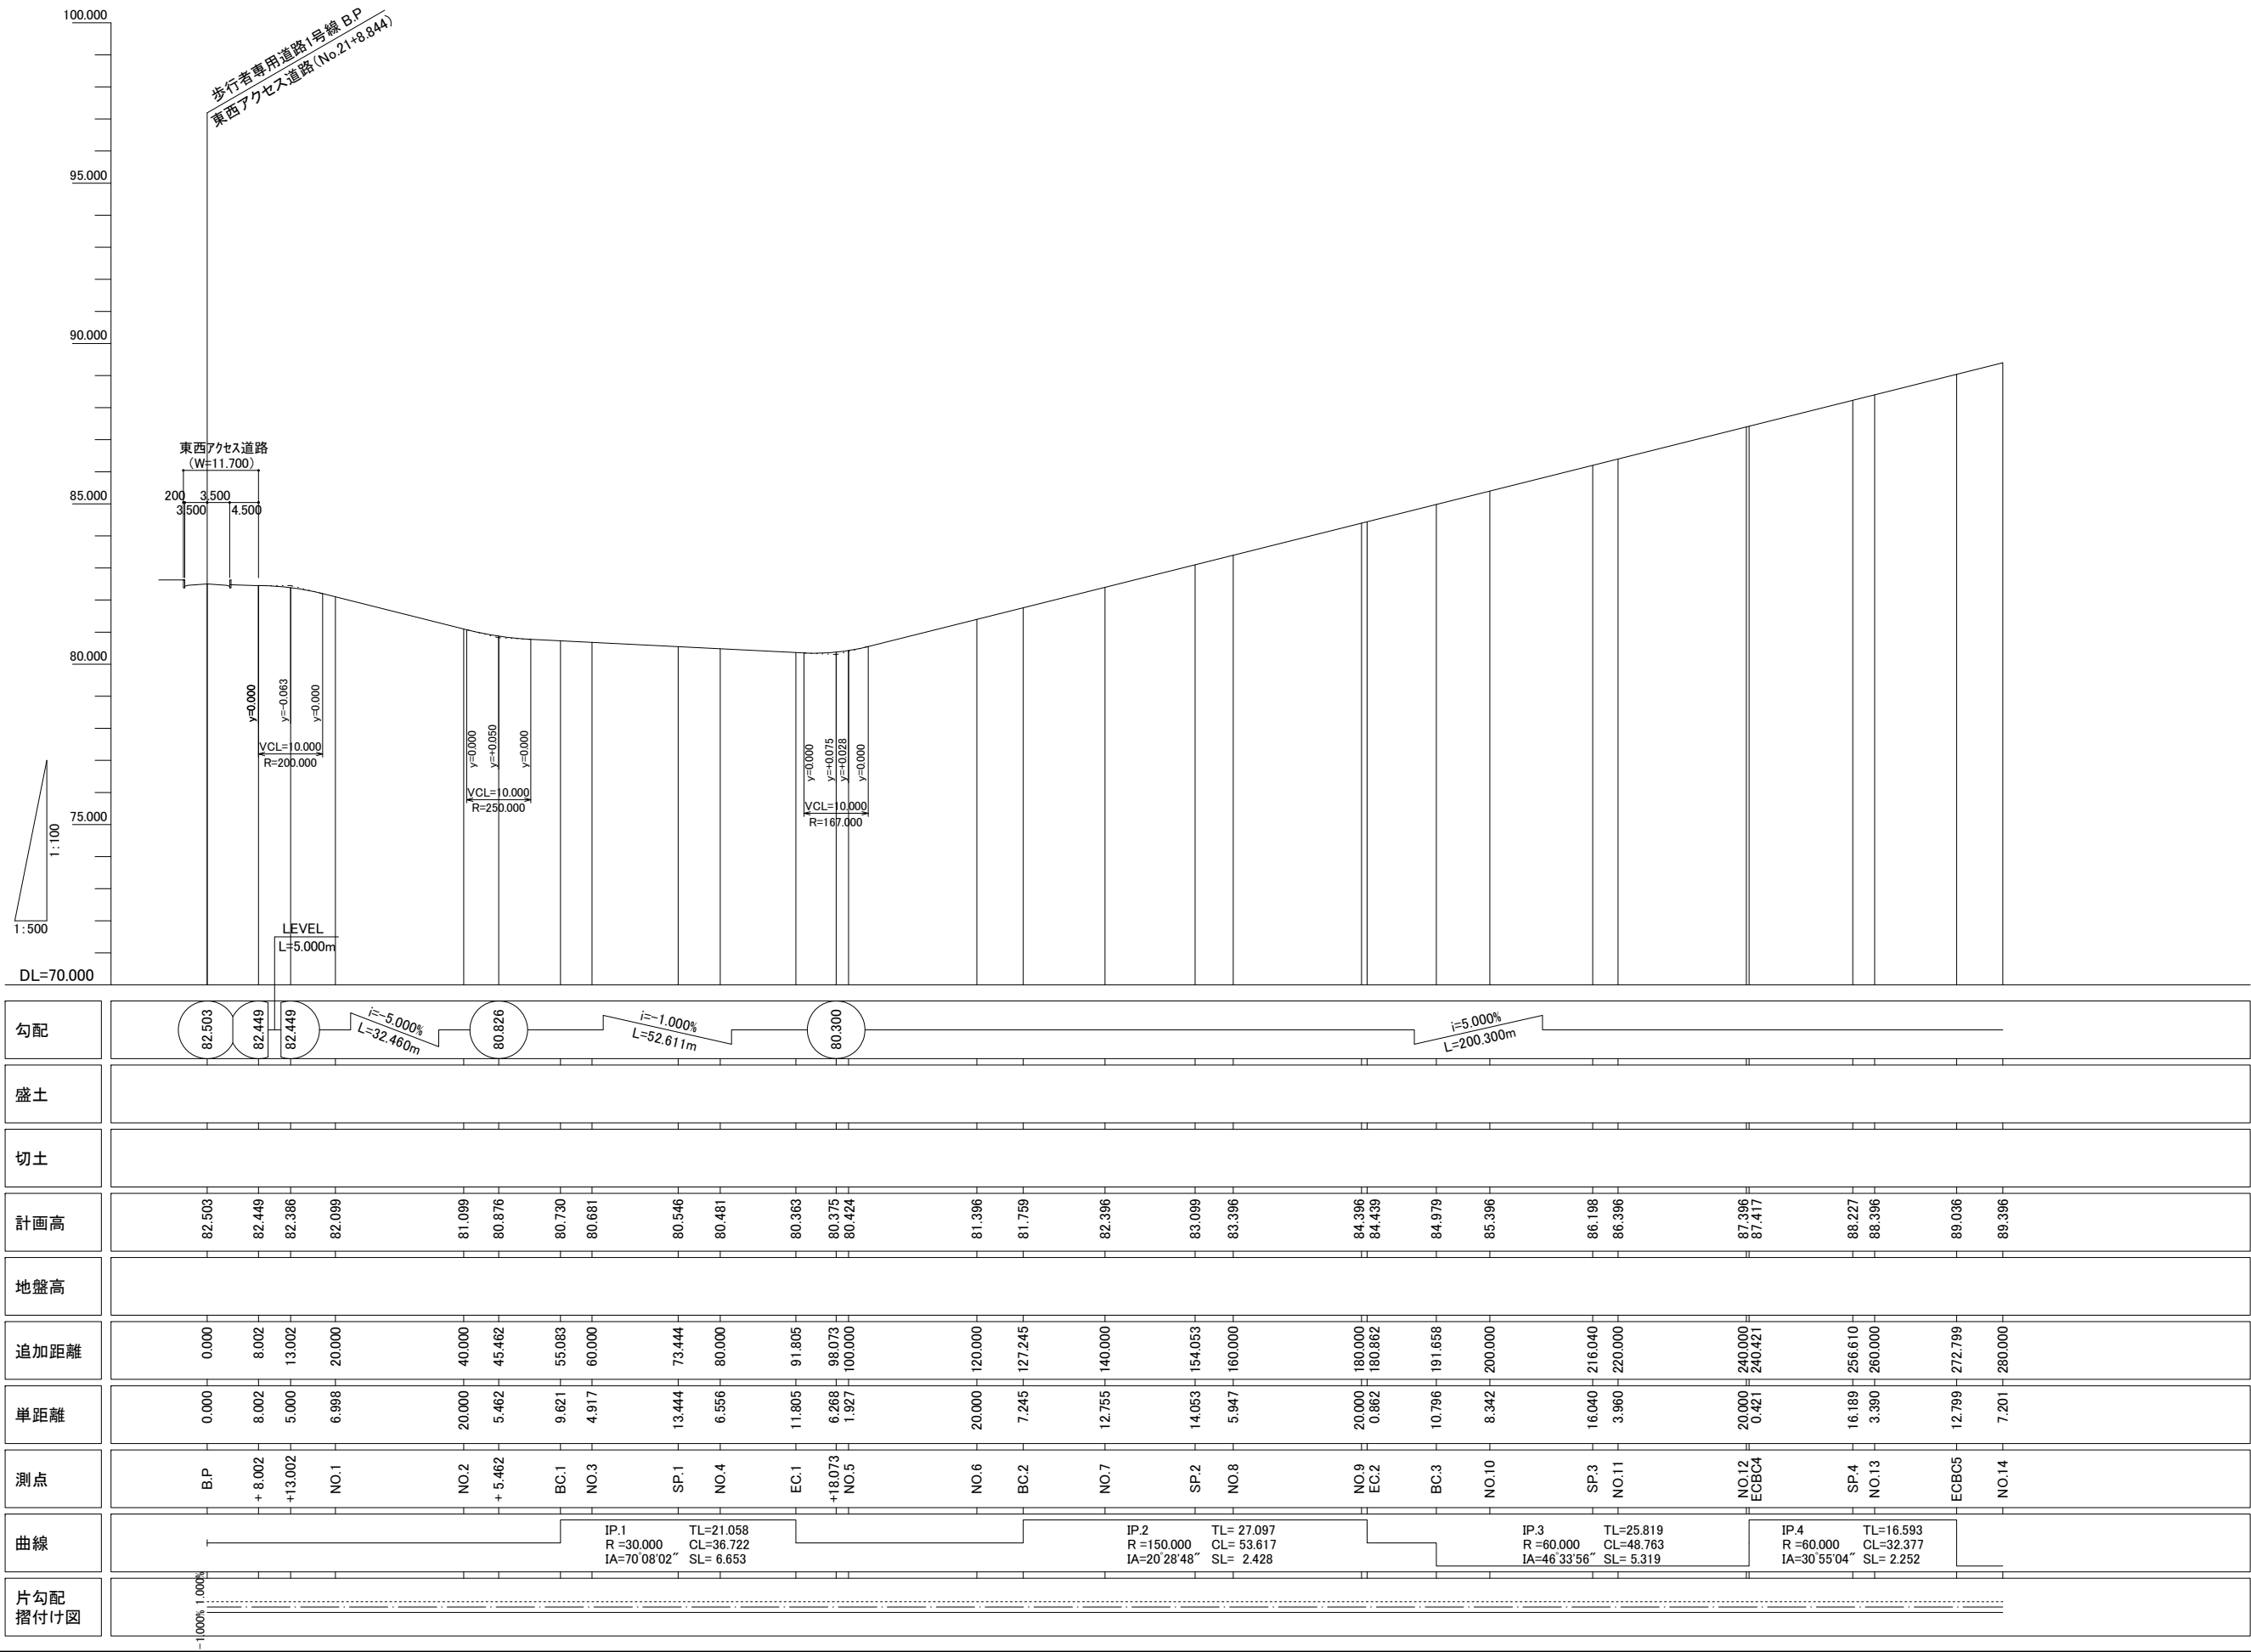 100.000
歩行者専用道路1号線 B.P
東西アクセス道路(No.21+8.844)
95.000
90.000
東西アクセス道路
(W=11.700)
85.000
200 3.500
3.500 4.500
80.000
y=0.000 y=-0.063 y=0.000
VCL=10.000
R=200.000
y=0.000 y=+0.050 y=0.000
VCL=10.000
R=250.000
y=0.000 y=+0.075 y=+0.028 y=0.000
VCL=10.000
R=167.000
75.000
1:100
1:500
LEVEL
L=5.000m
DL=70.000
勾配 82.503 82.449 82.449 i=-5.000% L=32.460m 80.826 i=-1.000% L=52.611m 80.300 i=5.000% L=200.300m
盛土
切土
計画高 82.503 82.449 82.386 82.099 81.099 80.876 80.730 80.681 80.546 80.481 80.363 80.375 80.424 81.396 81.759 82.396 83.099 83.396 84.396 84.439 84.979 85.396 86.198 86.396 87.396 87.417 88.227 88.396 89.036 89.396
地盤高
追加距離 0.000 8.002 13.002 20.000 40.000 45.462 55.083 60.000 73.444 80.000 91.805 98.073 100.000 120.000 127.245 140.000 154.053 160.000 180.000 180.862 191.658 200.000 216.040 220.000 240.000 240.421 256.610 260.000 272.799 280.000
単距離 0.000 8.002 5.000 6.998 20.000 5.462 9.621 4.917 13.444 6.556 11.805 6.268 1.927 20.000 7.245 12.755 14.053 5.947 20.000 0.862 10.796 8.342 16.040 3.960 20.000 0.421 16.189 3.390 12.799 7.201
測点 B.P + 8.002 +13.002 NO.1 NO.2 + 5.462 BC.1 NO.3 SP.1 NO.4 EC.1 +18.073 NO.5 NO.6 BC.2 NO.7 SP.2 NO.8 NO.9 EC.2 BC.3 NO.10 SP.3 NO.11 NO.12 ECBC4 SP.4 NO.13 ECBC5 NO.14
曲線
IP.1 TL=21.058
R =30.000 CL=36.722
IA=70°08'02″ SL= 6.653
IP.2 TL= 27.097
R =150.000 CL= 53.617
IA=20°28'48″ SL= 2.428
IP.3 TL=25.819
R =60.000 CL=48.763
IA=46°33'56″ SL= 5.319
IP.4 TL=16.593
R =60.000 CL=32.377
IA=30°55'04″ SL= 2.252
片勾配
摺付け図
-1.000% 1.000%